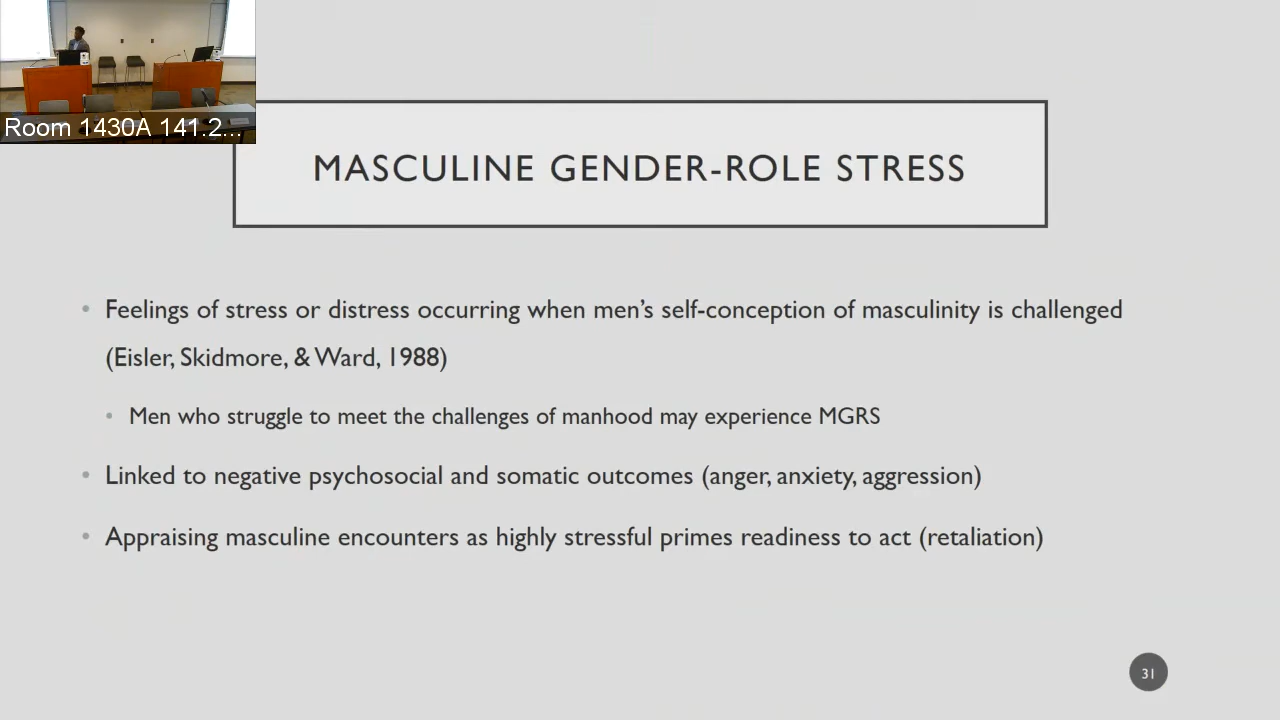 Room 1430A 141.2...
MASCULINE GENDER-ROLE STRESS
• Feelings of stress or distress occurring when men's self-conception of masculinity is challenged
(Eisler, Skidmore, & Ward, 1988)
• Men who struggle to meet the challenges of manhood may experience MGRS
• Linked to negative psychosocial and somatic outcomes (anger, anxiety, aggression)
• Appraising masculine encounters as highly stressful primes readiness to act (retaliation)
31